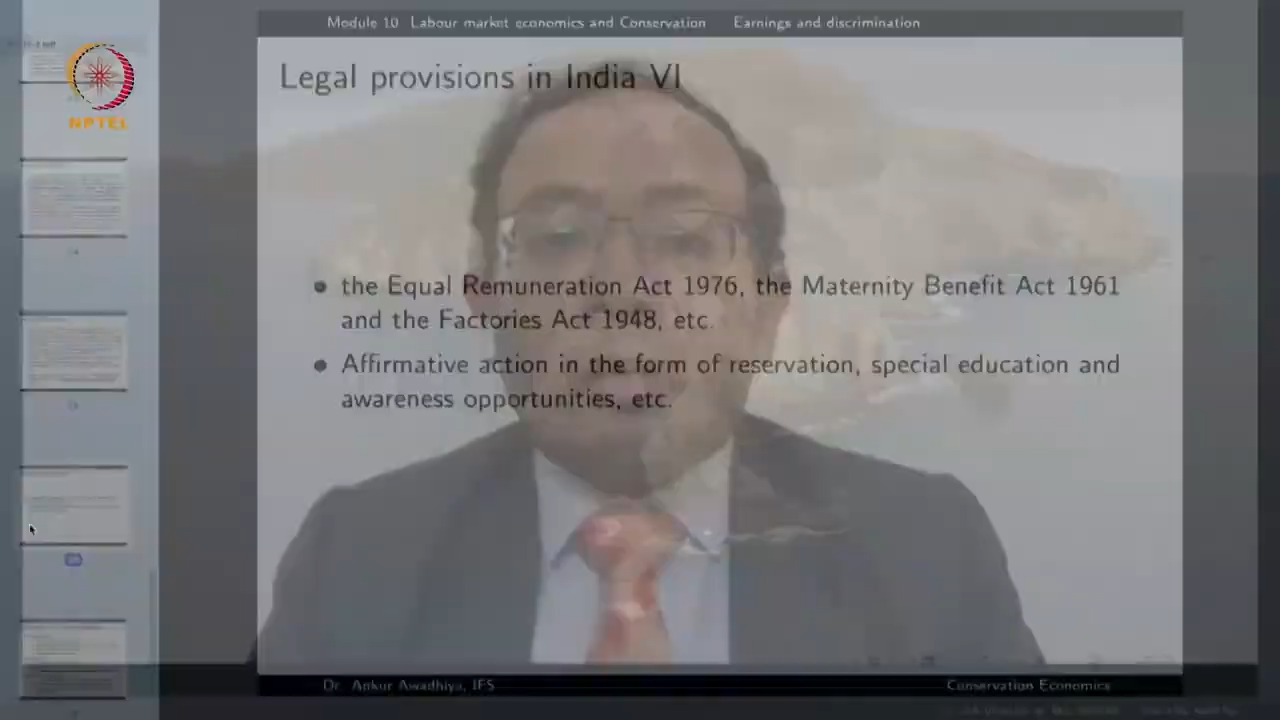 Module 10 Labour market economics and Conservation Earnings and discrimination
NPTEL
Legal provisions in India VI
the Equal Remuneration Act 1976, the Maternity Benefit Act 1961
and the Factories Act 1948, etc.
Affirmative action in the form of reservation, special education and
awareness opportunities, etc.
Dr. Ankur Awadhiya, IFS Conservation Economics